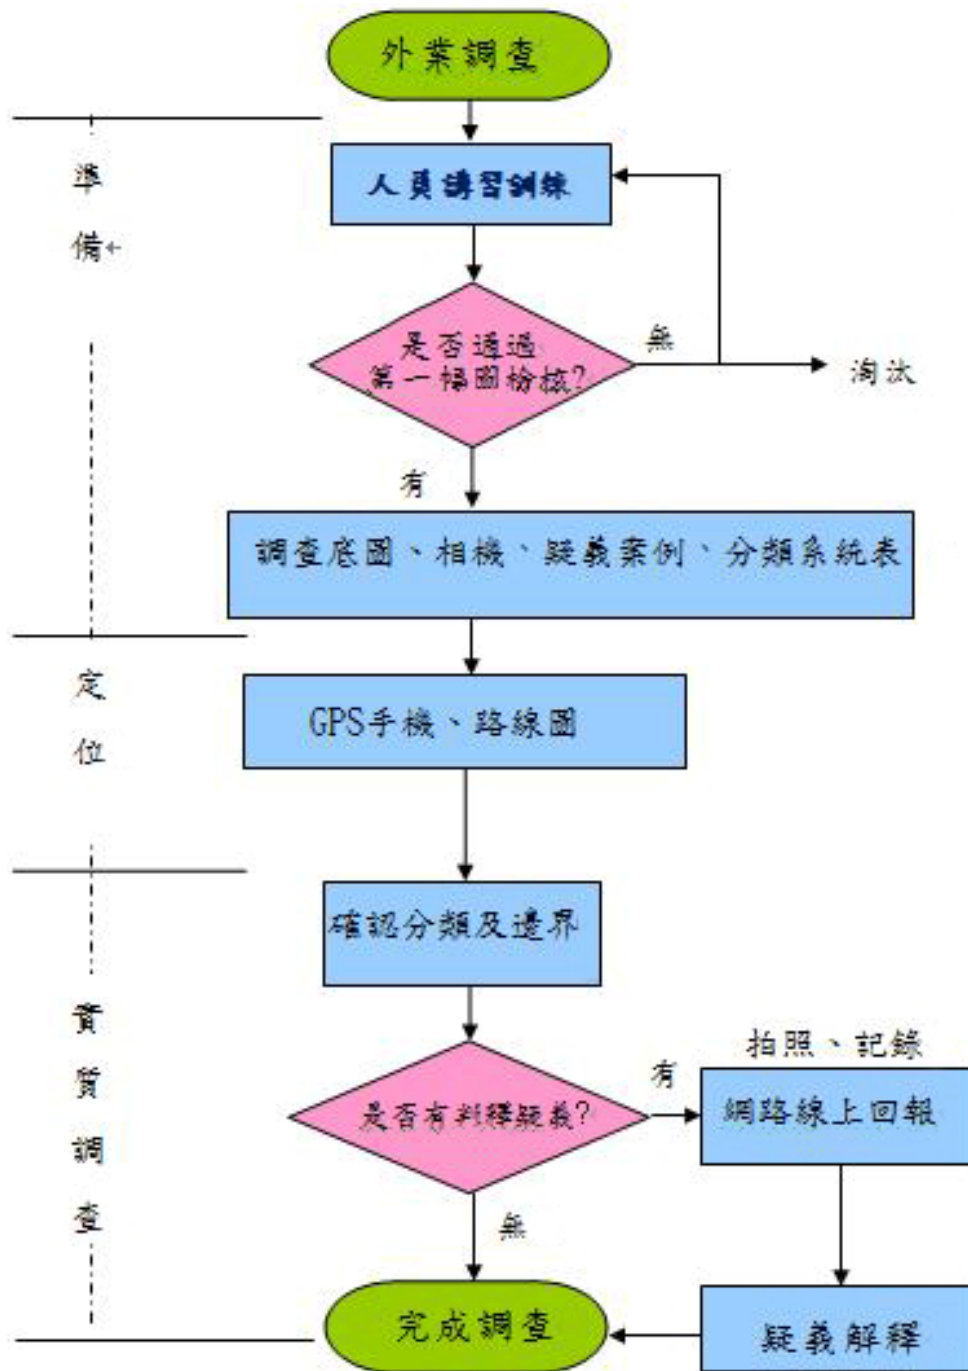 外業調查
準
備
人員講習訓練
是否通過
第一幅圖檢核?
無
淘汰
有
調查底圖、相機、疑義案例、分類系統表
定
位
GPS手機、路線圖
確認分類及邊界
實
質
調
查
是否有判釋疑義?
有
拍照、記錄
網路線上回報
無
完成調查
疑義解釋